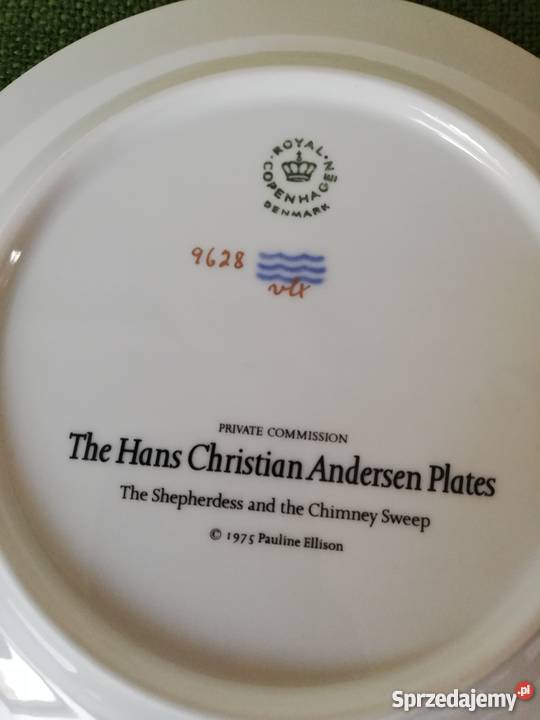 ROYAL
COPENHAGEN
DENMARK
9628
PRIVATE COMMISSION
The Hans Christian Andersen Plates
The Shepherdess and the Chimney Sweep
© 1975 Pauline Ellison
Sprzedajemy.pl